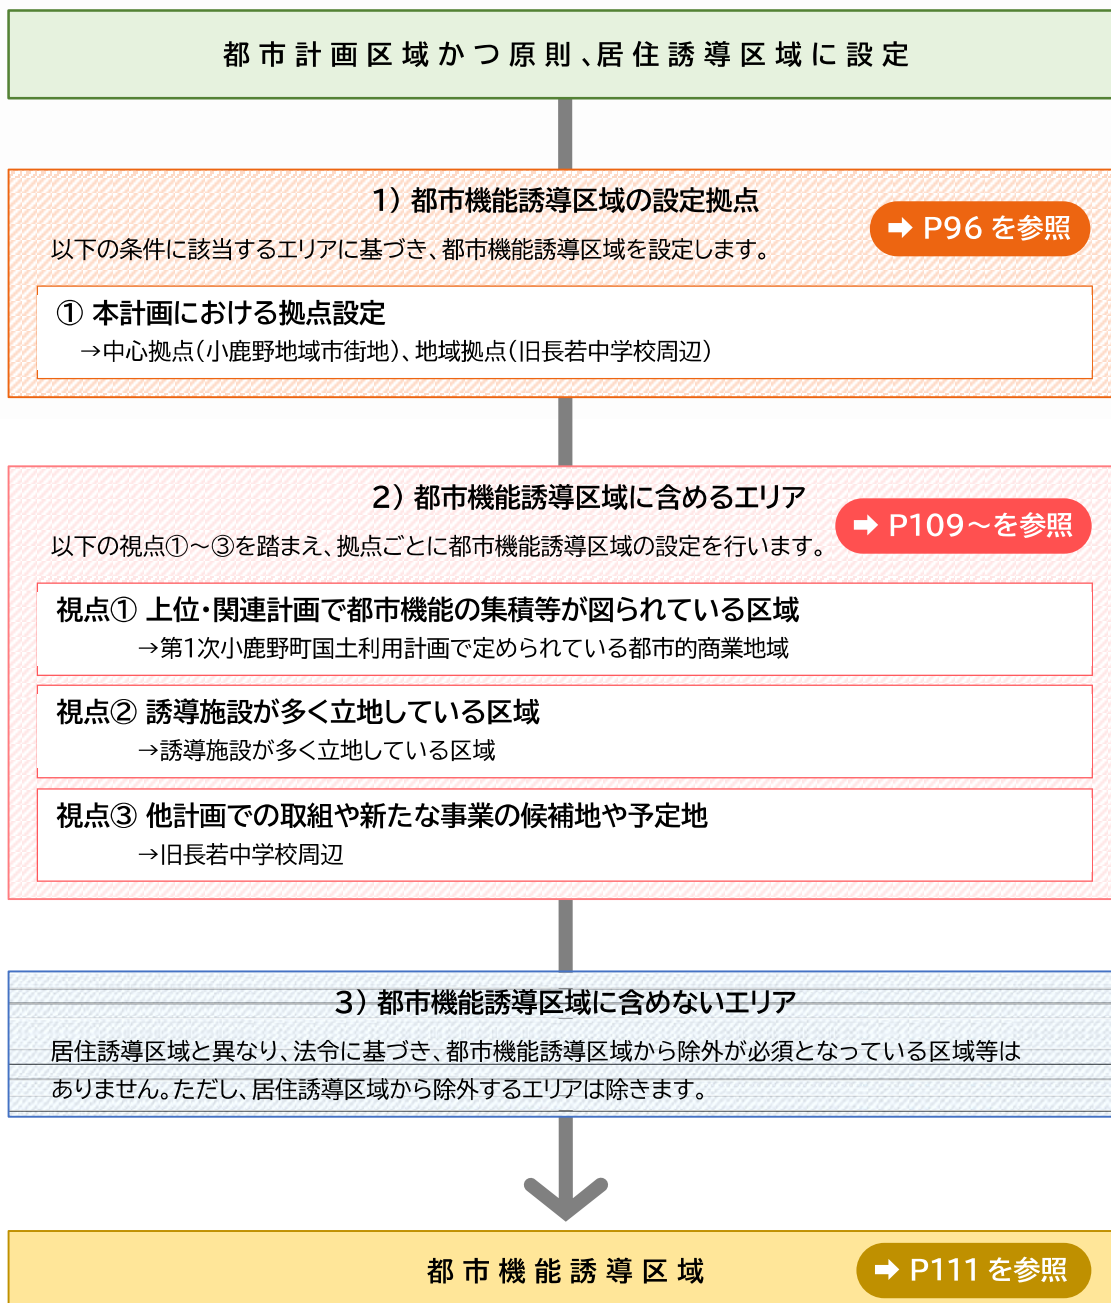 都市計画区域かつ原則、居住誘導区域に設定
1）都市機能誘導区域の設定拠点
➡ P96 を参照
以下の条件に該当するエリアに基づき、都市機能誘導区域を設定します。
① 本計画における拠点設定
→中心拠点（小鹿野地域市街地）、地域拠点（旧長若中学校周辺）
2）都市機能誘導区域に含めるエリア
➡ P109～を参照
以下の視点①～③を踏まえ、拠点ごとに都市機能誘導区域の設定を行います。
視点① 上位・関連計画で都市機能の集積等が図られている区域
→第1次小鹿野町国土利用計画で定められている都市的商業地域
視点② 誘導施設が多く立地している区域
→誘導施設が多く立地している区域
視点③ 他計画での取組や新たな事業の候補地や予定地
→旧長若中学校周辺
3）都市機能誘導区域に含めないエリア
居住誘導区域と異なり、法令に基づき、都市機能誘導区域から除外が必須となっている区域等は
ありません。ただし、居住誘導区域から除外するエリアは除きます。
都市機能誘導区域
➡ P111 を参照